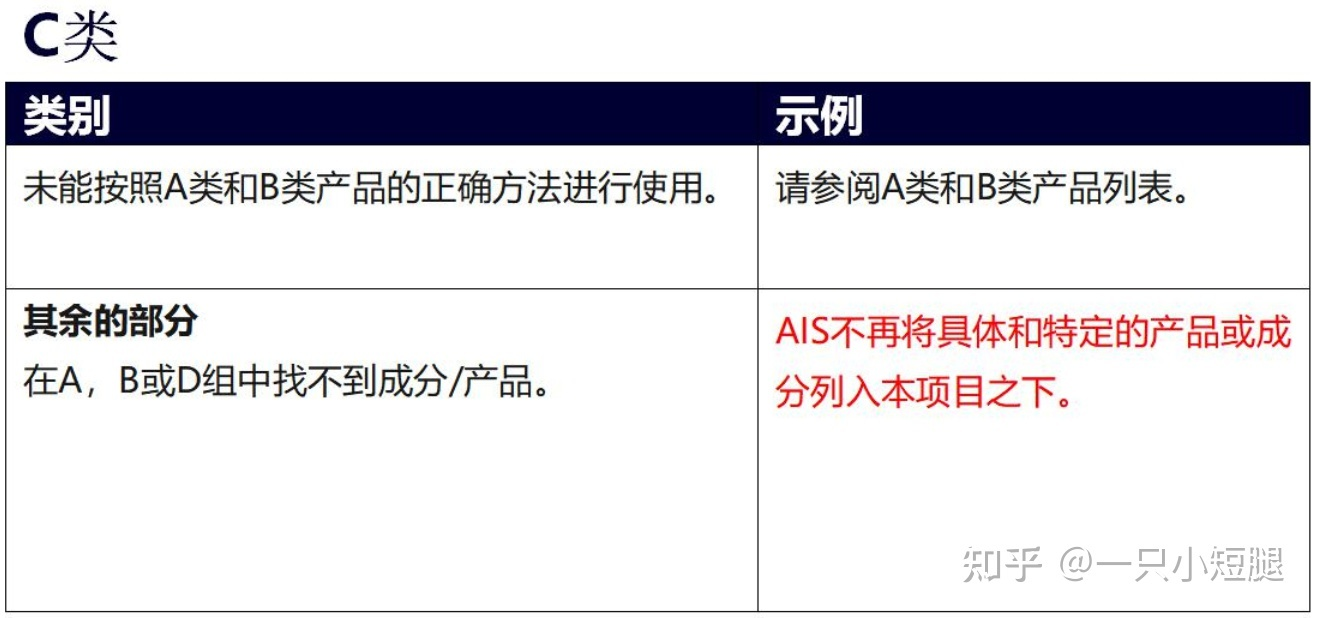 C类
类别
示例
未能按照A类和B类产品的正确方法进行使用。
请参阅A类和B类产品列表。
其余的部分
在A，B或D组中找不到成分/产品。
AIS不再将具体和特定的产品或成
分列入本项目之下。
知乎 @一只小短腿